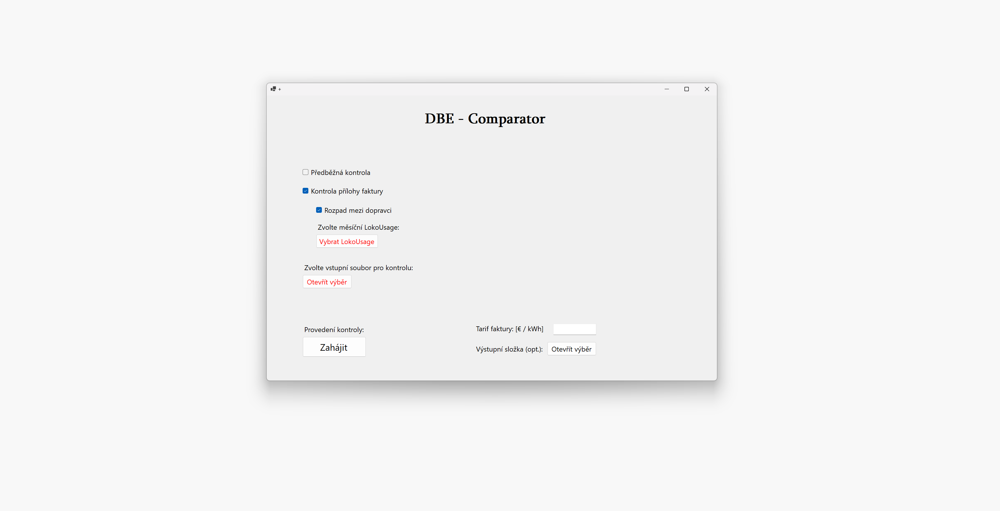 +
DBE - Comparator
Předběžná kontrola
Kontrola přílohy faktury
Rozpad mezi dopravci
Zvolte měsíční LokoUsage:
Vybrat LokoUsage
Zvolte vstupní soubor pro kontrolu:
Otevřít výběr
Provedení kontroly:
Zahájit
Tarif faktury: [€ / kWh]
Výstupní složka (opt.): Otevřít výběr